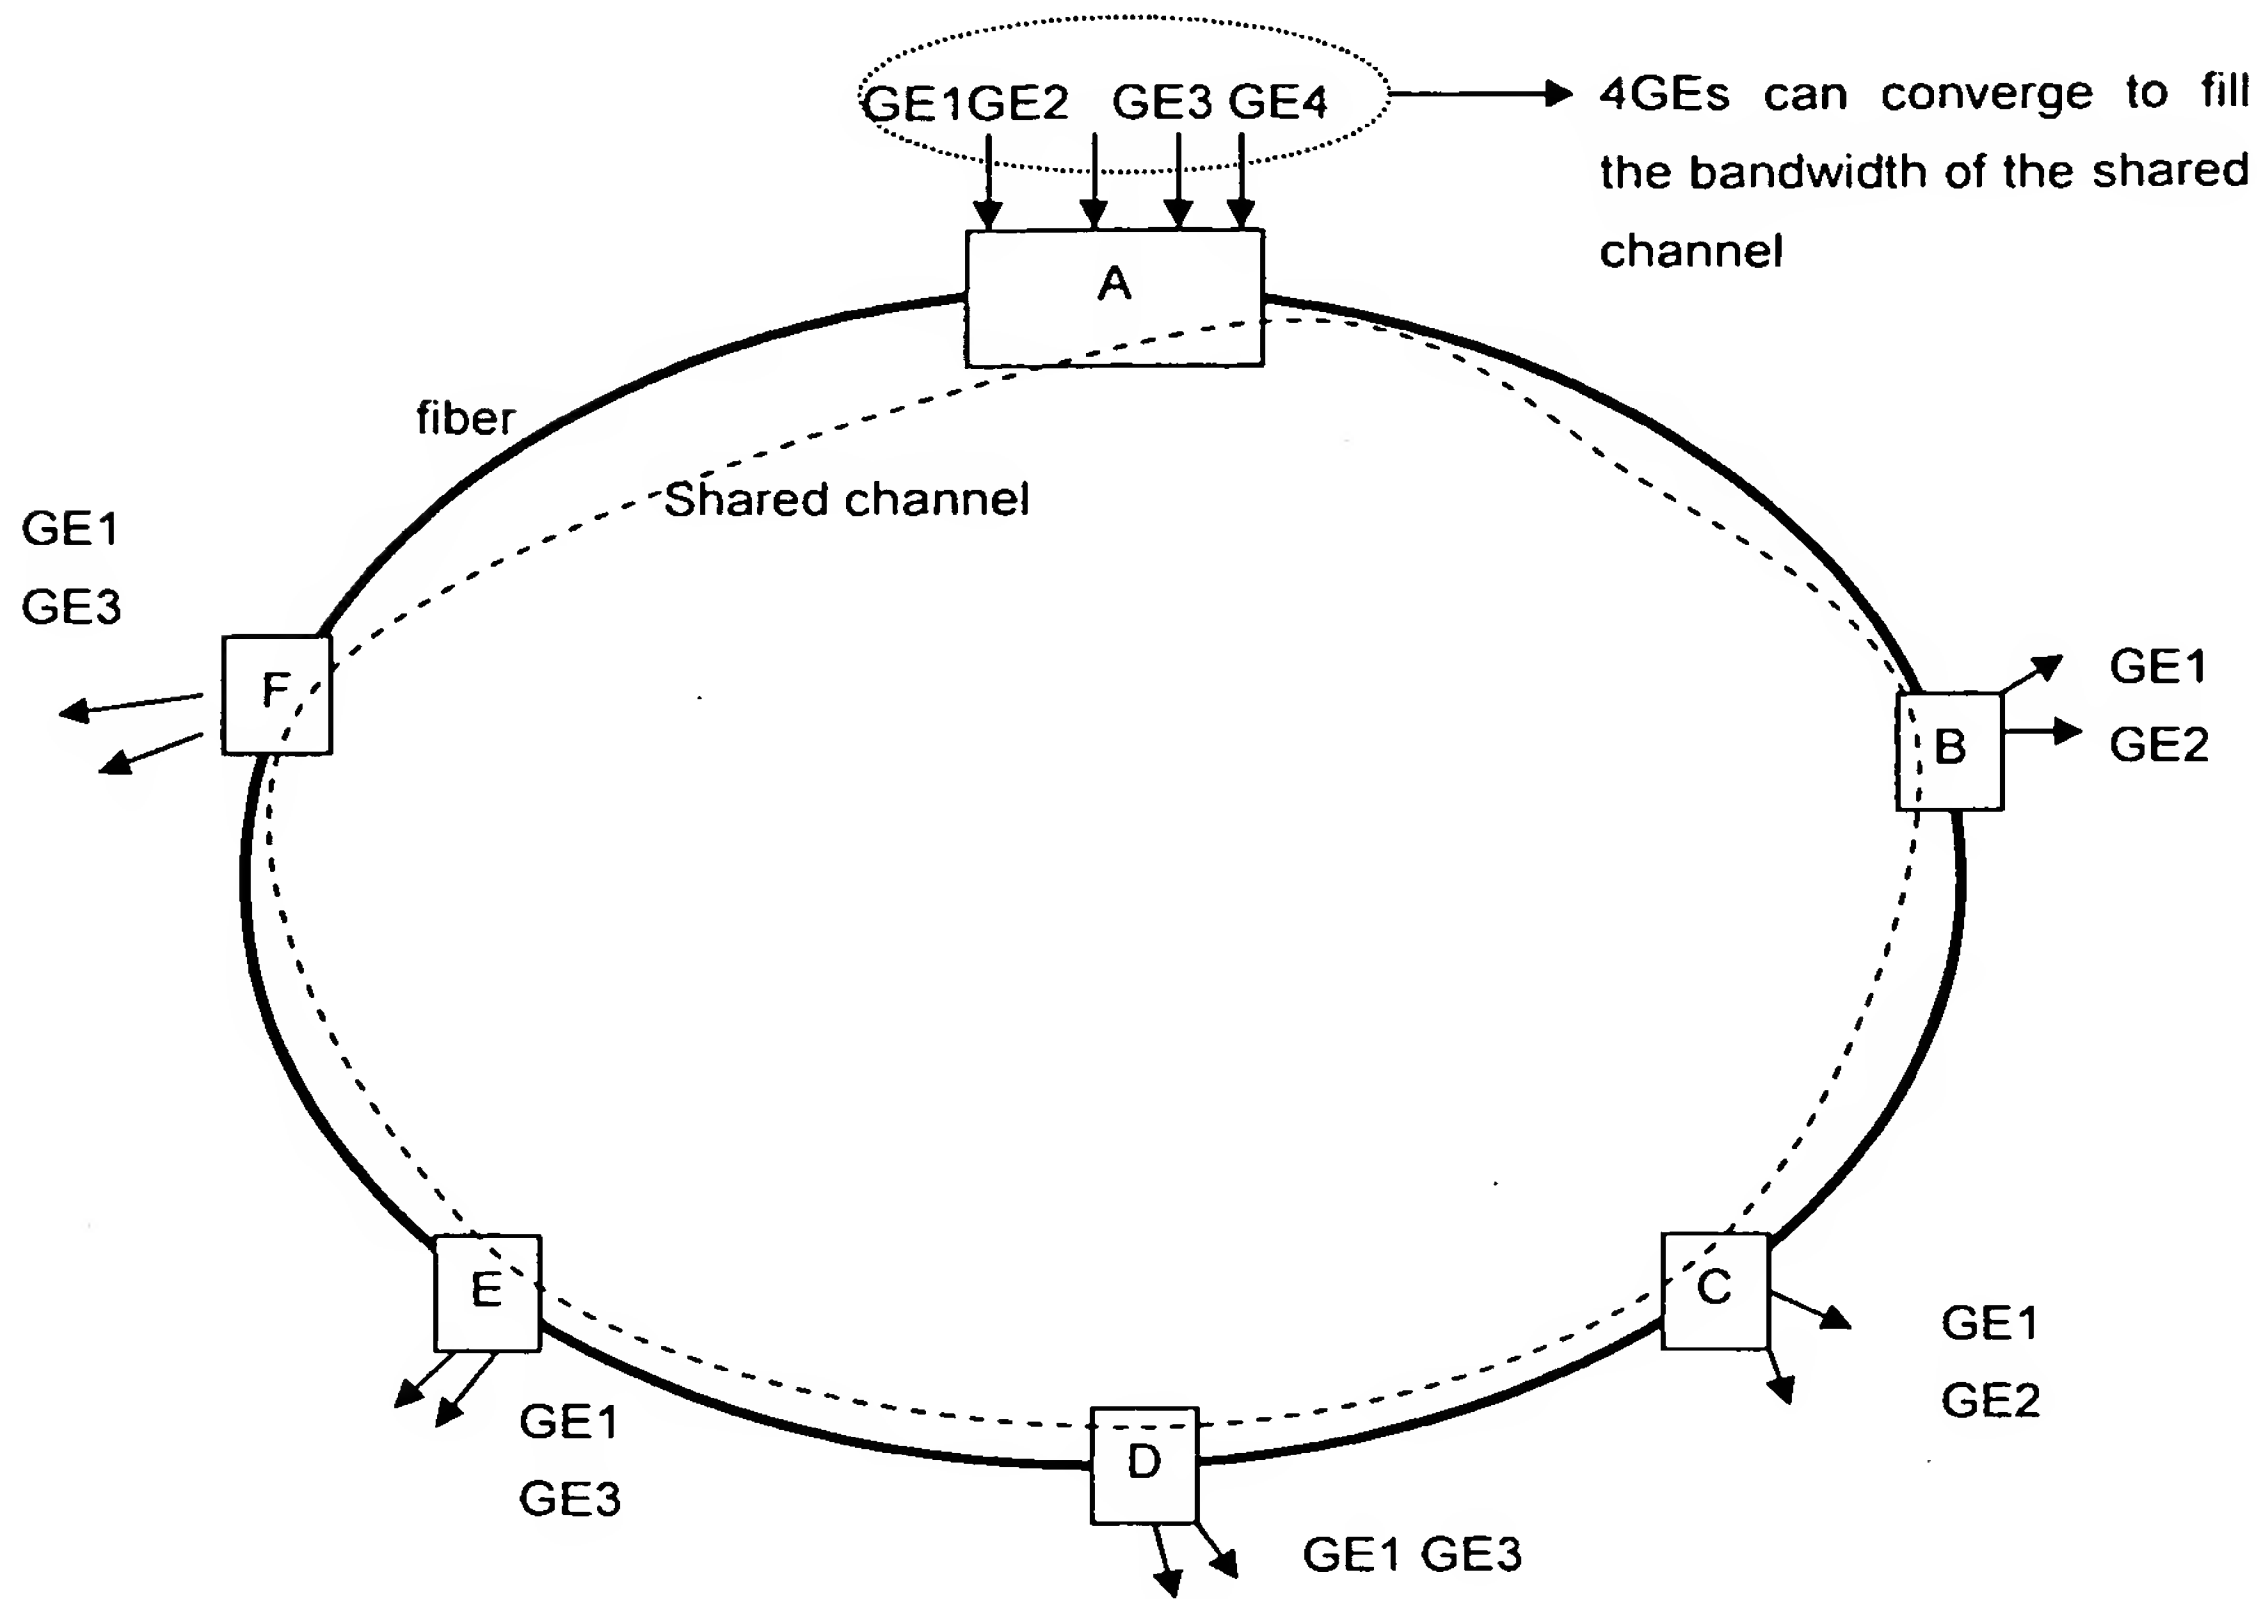 GE1GE2 GE3 GE4
4GEs can converge to fill
the bandwidth of the shared
channel
A
fiber
Shared channel
GE1
GE3
F
GE1
GE2
B
E
GE1
GE3
C
GE1
GE2
D
GE1 GE3